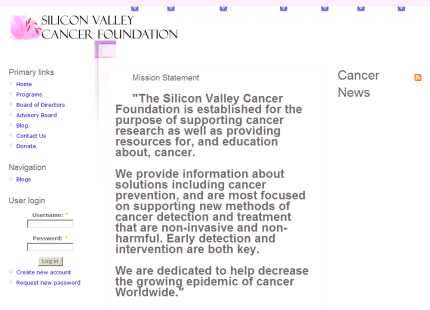 SILICON VALLEY
CANCER FOUNDATION
Primary links
Home
Programs
Board of Directors
Advisory Board
Blog
Contact Us
Donate
Navigation
Blogs
User login
Username: *
Password: *
Log in
Create new account
Request new password
Mission Statement
"The Silicon Valley Cancer
Foundation is established for the
purpose of supporting cancer
research as well as providing
resources for, and education
about, cancer.
We provide information about
solutions including cancer
prevention, and are most focused
on supporting new methods of
cancer detection and treatment
that are non-invasive and non-
harmful. Early detection and
intervention are both key.
We are dedicated to help decrease
the growing epidemic of cancer
Worldwide."
Cancer
News